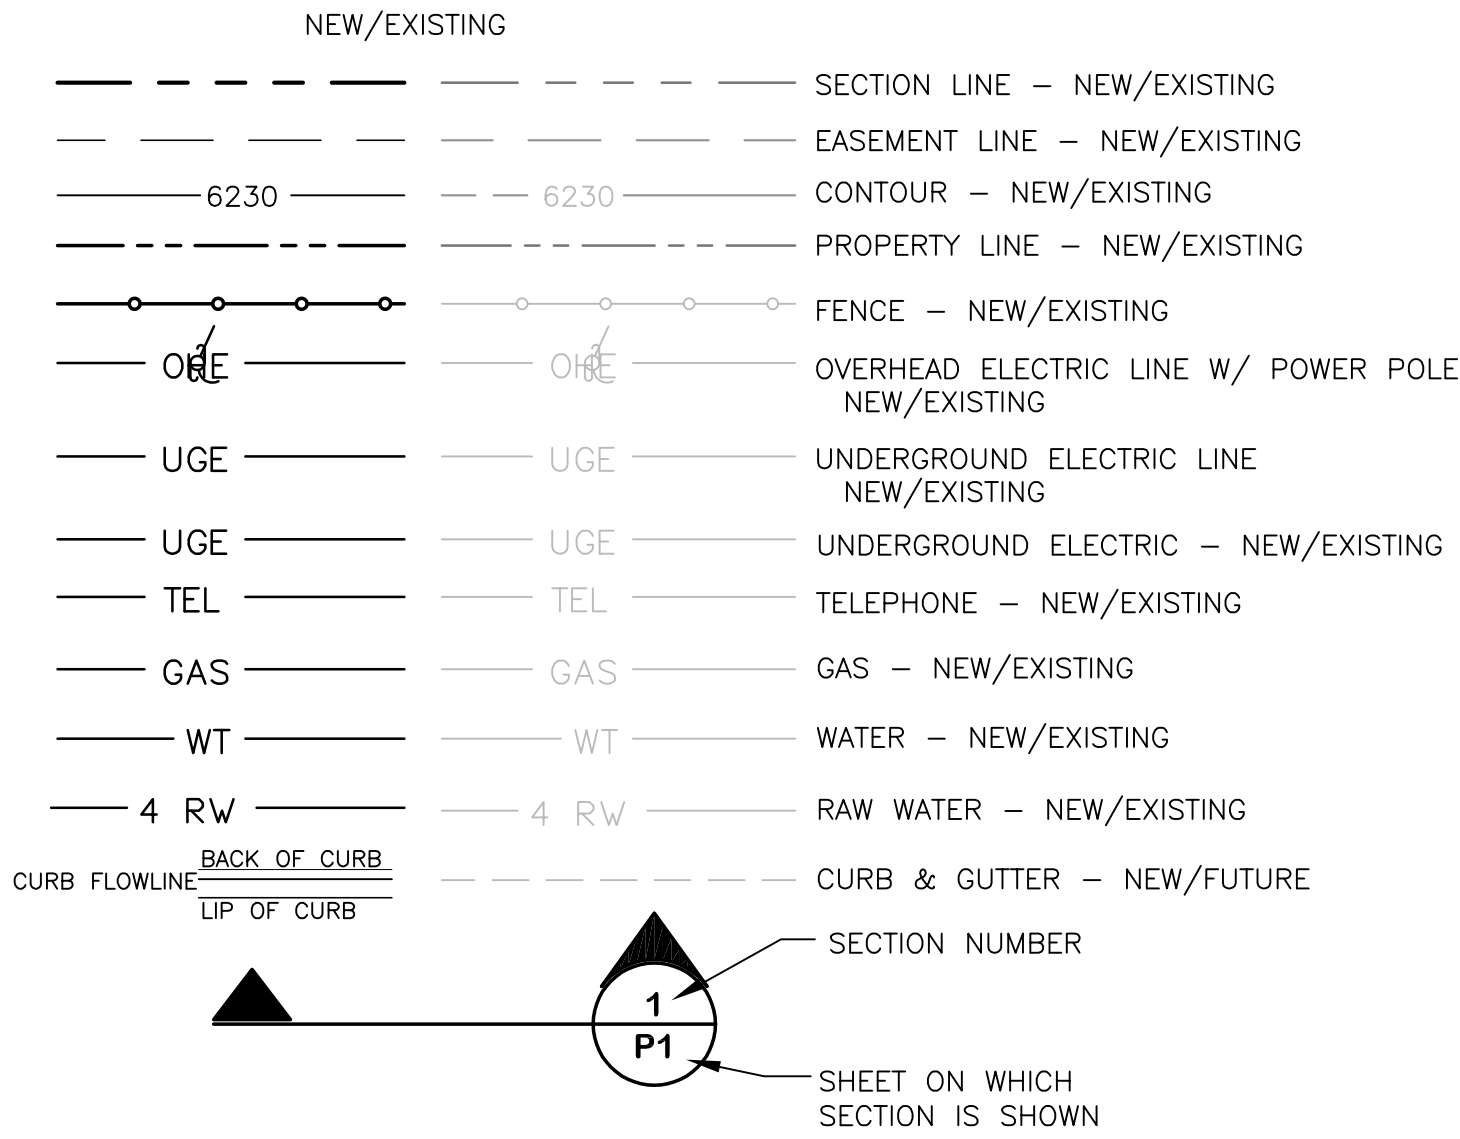 NEW/EXISTING
SECTION LINE – NEW/EXISTING
EASEMENT LINE – NEW/EXISTING
6230 6230 CONTOUR – NEW/EXISTING
PROPERTY LINE – NEW/EXISTING
FENCE – NEW/EXISTING
OHE OHE OVERHEAD ELECTRIC LINE W/ POWER POLE
NEW/EXISTING
UGE UGE UNDERGROUND ELECTRIC LINE
NEW/EXISTING
UGE UGE UNDERGROUND ELECTRIC – NEW/EXISTING
TEL TEL TELEPHONE – NEW/EXISTING
GAS GAS GAS – NEW/EXISTING
WT WT WATER – NEW/EXISTING
4 RW 4 RW RAW WATER – NEW/EXISTING
BACK OF CURB
CURB FLOWLINE CURB & GUTTER – NEW/FUTURE
LIP OF CURB
SECTION NUMBER
1
P1
SHEET ON WHICH
SECTION IS SHOWN